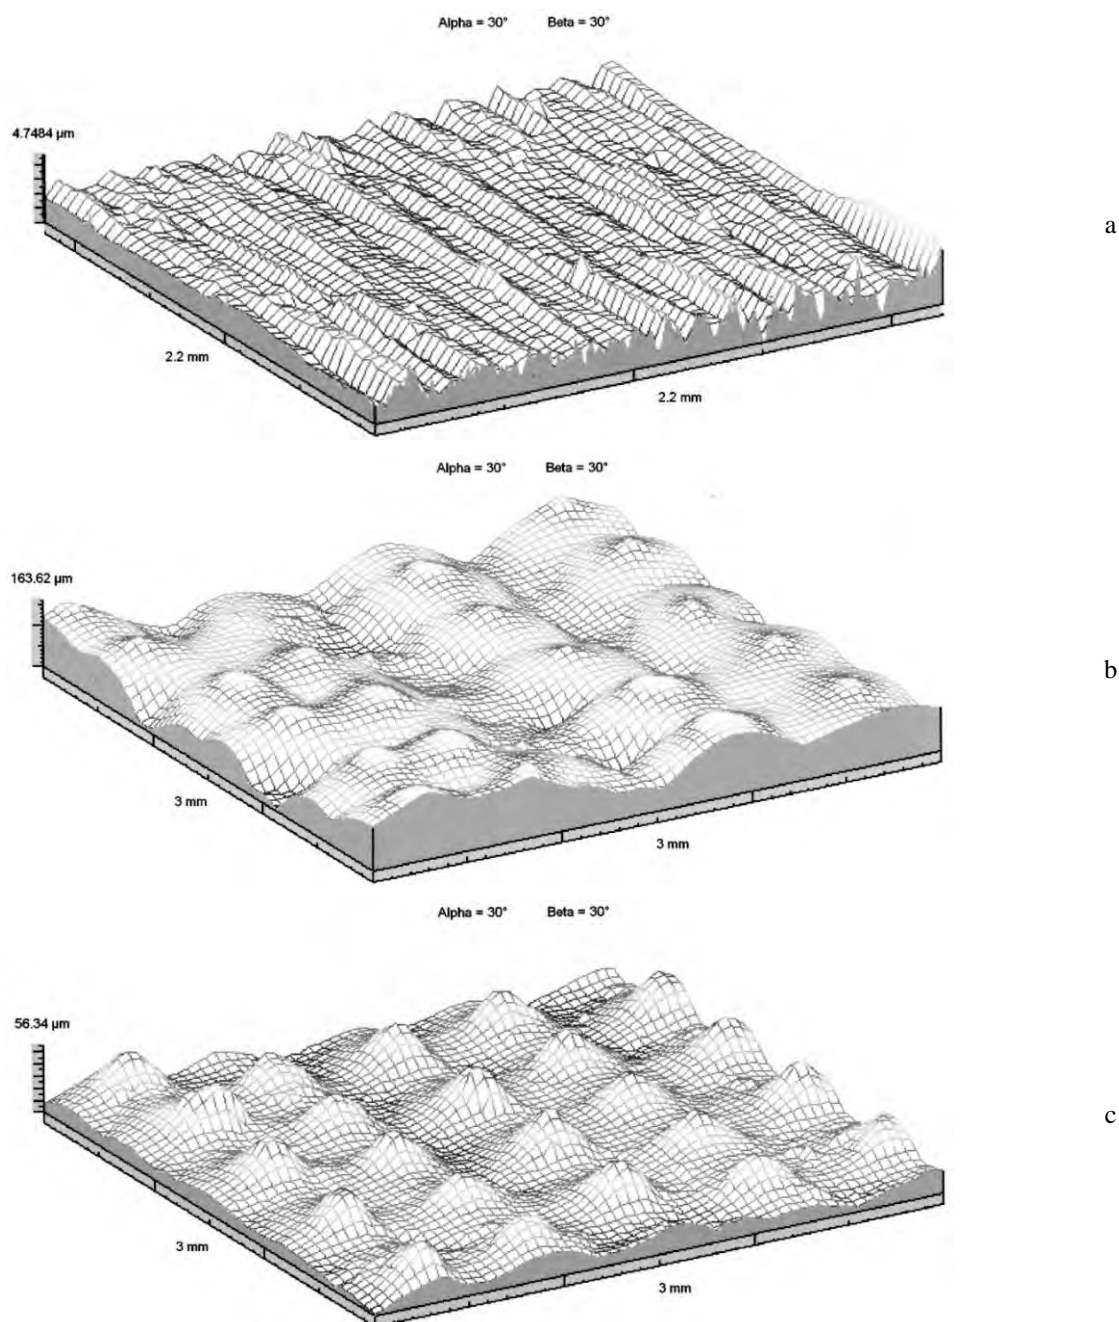 Alpha = 30° Beta = 30°
4.7484 µm
a
2.2 mm
2.2 mm
Alpha = 30° Beta = 30°
163.62 µm
b
3 mm
3 mm
Alpha = 30° Beta = 30°
56.34 µm
c
3 mm
3 mm